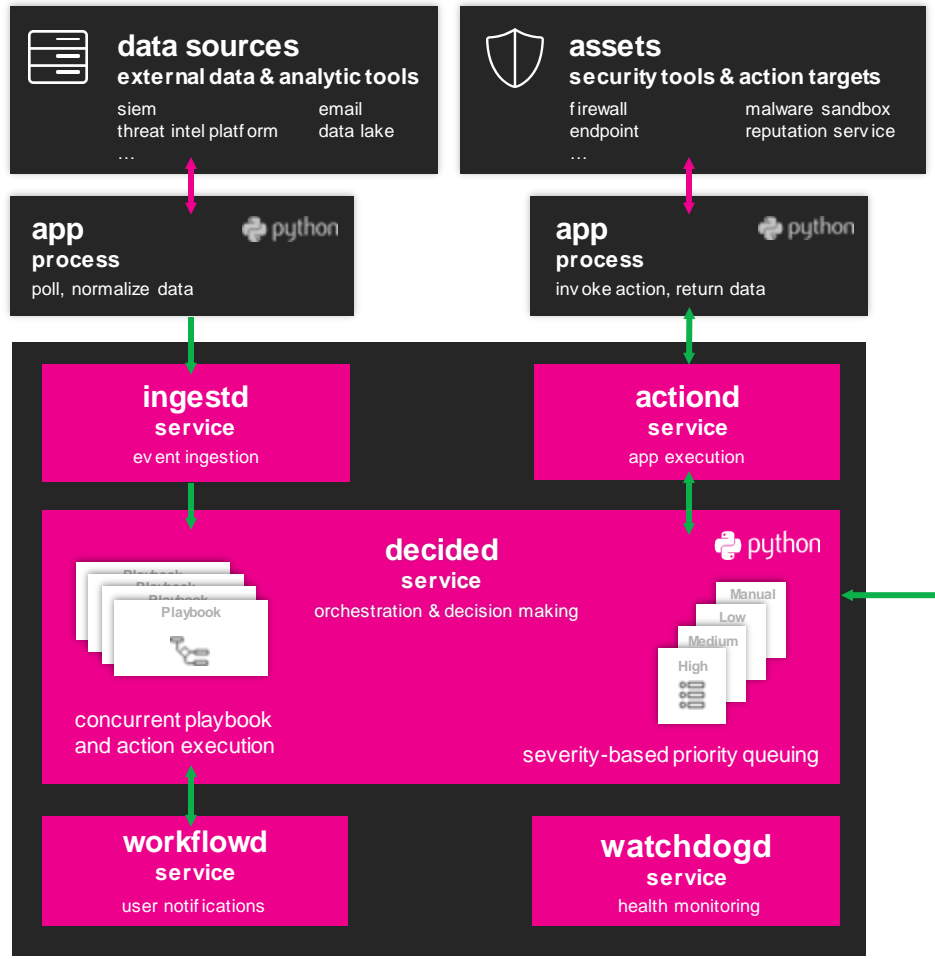 data sources
external data & analytic tools
siem
email
threat intel platform
data lake
...
assets
security tools & action targets
firewall
malware sandbox
endpoint
reputation service
...
app
python
process
poll, normalize data
app
python
process
invoke action, return data
ingestd
service
event ingestion
actiond
service
app execution
decided
service
orchestration & decision making
python
Playbook
Playbook
Playbook
Playbook
Manual
Low
Medium
High
concurrent playbook
and action execution
severity-based priority queuing
workflowd
service
user notifications
watchdogd
service
health monitoring